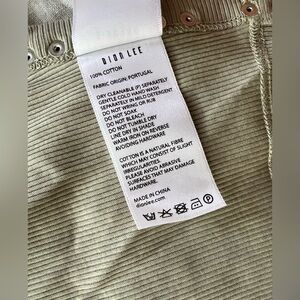 DION LEE
100% COTTON
FABRIC ORIGIN: PORTUGAL
DRY CLEANABLE (P, SEPARATELY
GENTLE COLD HAND WASH
SEPARATELY IN MILD DETERGENT
DO NOT WRING OR RUB
DO NOT SOAK
DO NOT BLEACH
DO NOT TUMBLE DRY
LINE DRY IN SHADE
WARM IRON ON REVERSE
AVOIDING HARDWARE
COTTON IS A NATURAL FIBRE
WHICH MAY CONSIST OF SLIGHT
IRREGULARITIES.
PLEASE AVOID ABRASIVE
SURFACES THAT MAY DAMAGE
HARDWARE.
MADE IN CHINA
dionlee.com